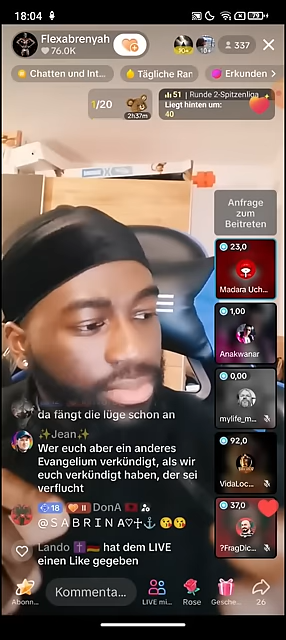 18:04
79
Flexabrenyah
76.0K
337
Chatten und Int...
Tägliche Ran
Erkunden >
1/20
2h37m
51 | Runde 2-Spitzenliga
Liegt hinten um:
40
Anfrage
zum
Beitreten
23,0
Madara Uch...
1,00
Anakwanar
0,00
mylife_m...
92,0
VidaLoc...
37,0
?FragDic...
da fängt die lüge schon an
✨Jean✨
Wer euch aber ein anderes
Evangelium verkündigt, als wir
euch verkündigt haben, der sei
verflucht
18 II DonA
@S A B R I N A♡✝⚓ 😘😘
Lando ✝️🇩🇪 hat dem LIVE
einen Like gegeben
Abonn...
Kommenta...
LIVE mi...
Rose
Gesche...
26